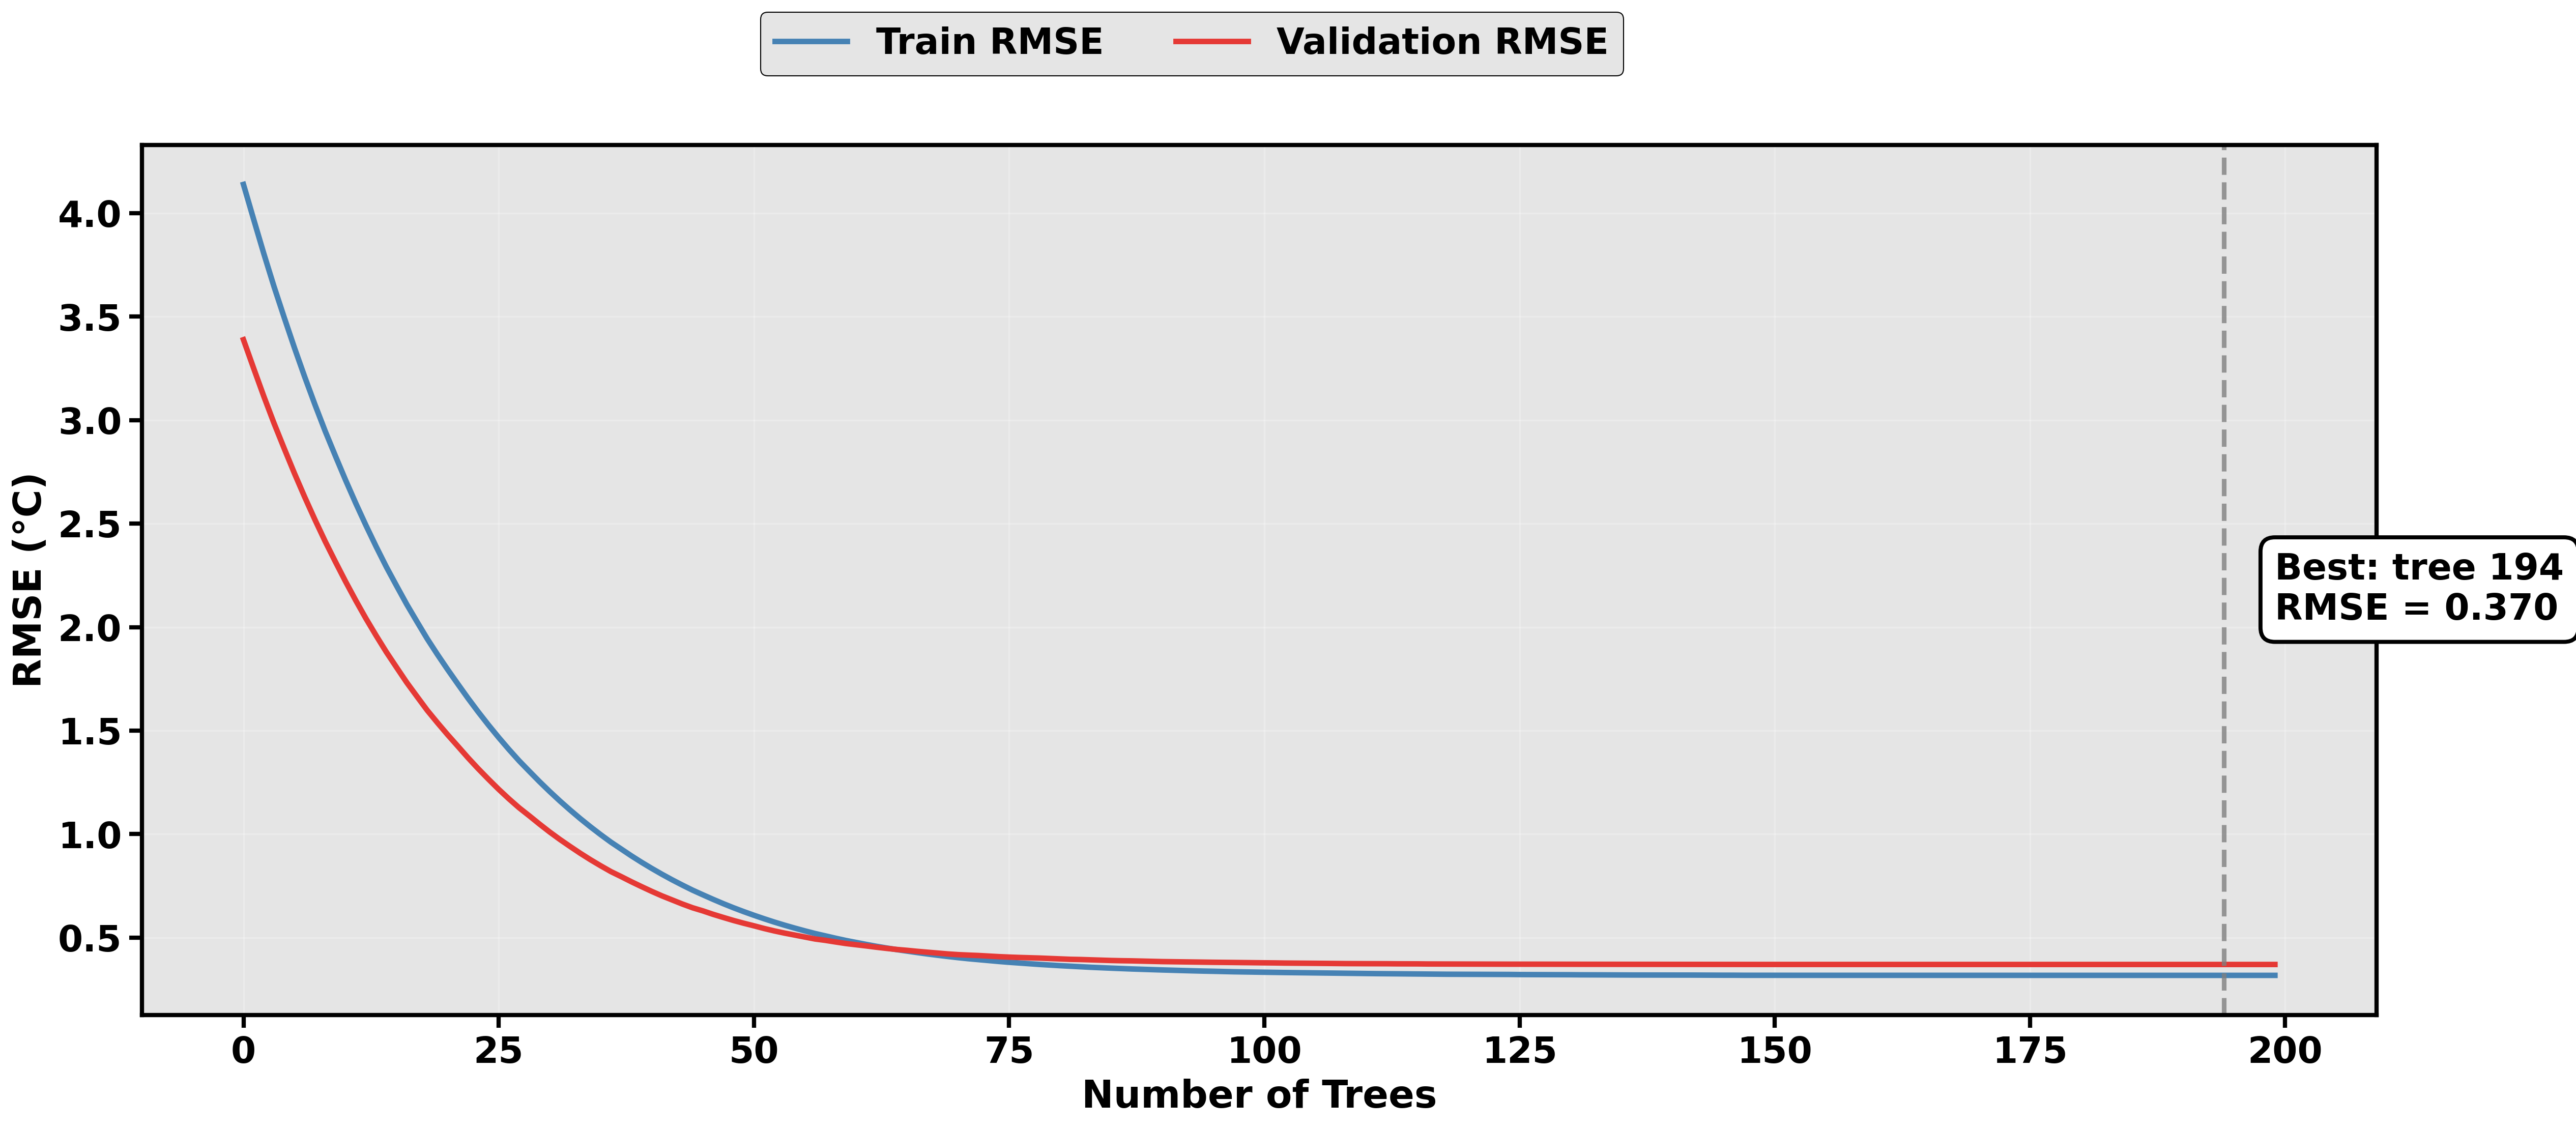 Train RMSE
Validation RMSE
RMSE (°C)
4.0
3.5
3.0
2.5
2.0
1.5
1.0
0.5
Best: tree 194
RMSE = 0.370
0 25 50 75 100 125 150 175 200
Number of Trees